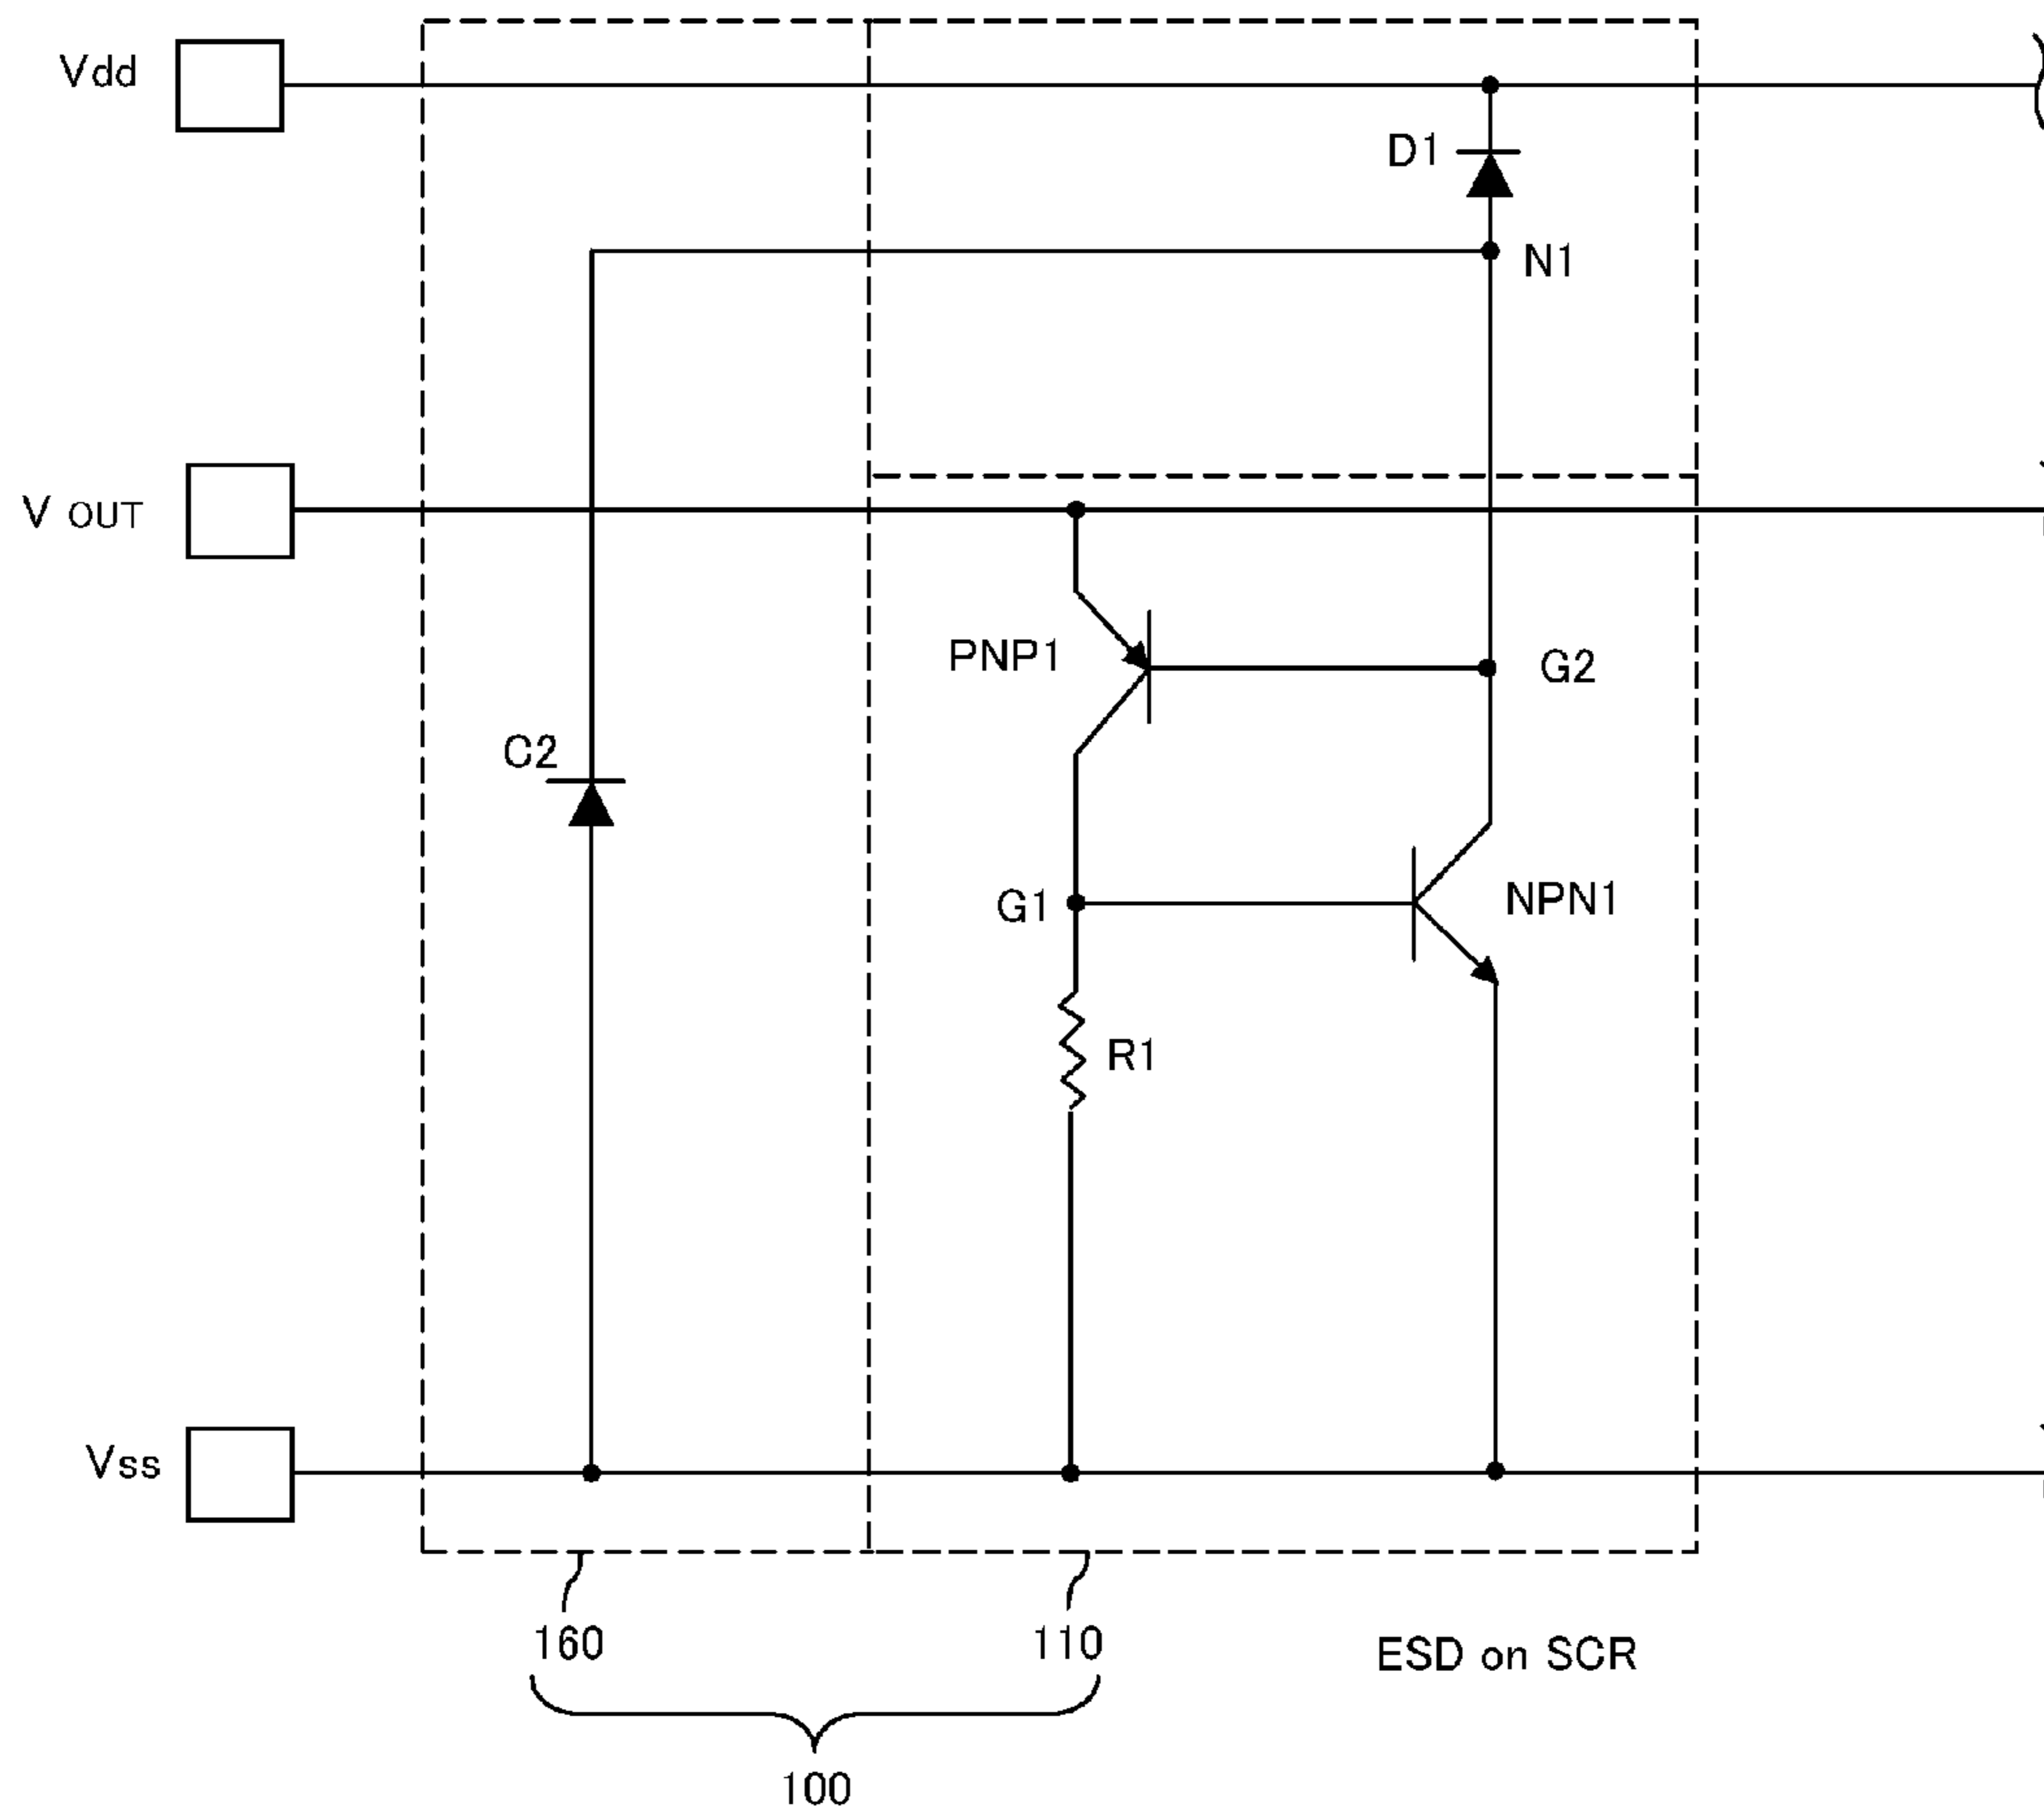 Vdd
D1
N1
V OUT
PNP1
G2
C2
G1
NPN1
R1
Vss
160
110
ESD on SCR
100